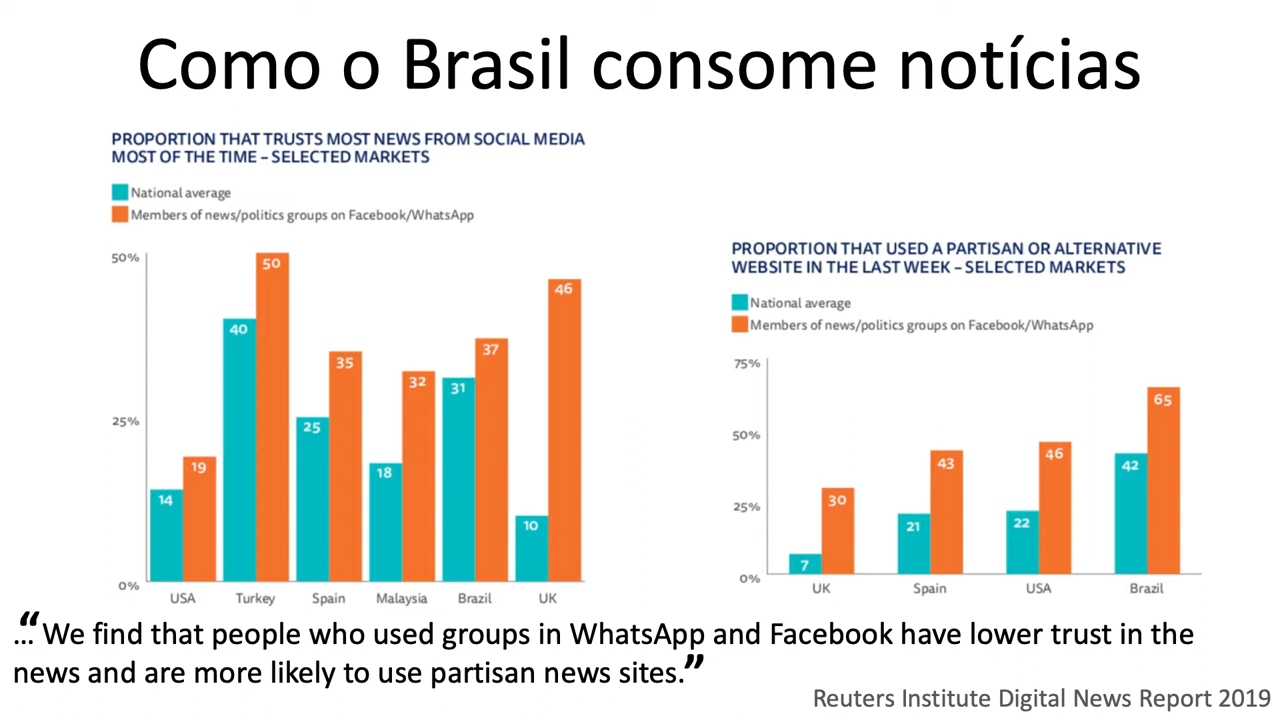 Como o Brasil consome notícias
PROPORTION THAT TRUSTS MOST NEWS FROM SOCIAL MEDIA
MOST OF THE TIME – SELECTED MARKETS
National average
Members of news/politics groups on Facebook/WhatsApp
50%
25%
0%
14
19
40
50
25
35
18
32
31
37
10
46
USA
Turkey
Spain
Malaysia
Brazil
UK
PROPORTION THAT USED A PARTISAN OR ALTERNATIVE
WEBSITE IN THE LAST WEEK – SELECTED MARKETS
National average
Members of news/politics groups on Facebook/WhatsApp
75%
50%
25%
0%
7
30
21
43
22
46
42
65
UK
Spain
USA
Brazil
“… We find that people who used groups in WhatsApp and Facebook have lower trust in the
news and are more likely to use partisan news sites.”
Reuters Institute Digital News Report 2019